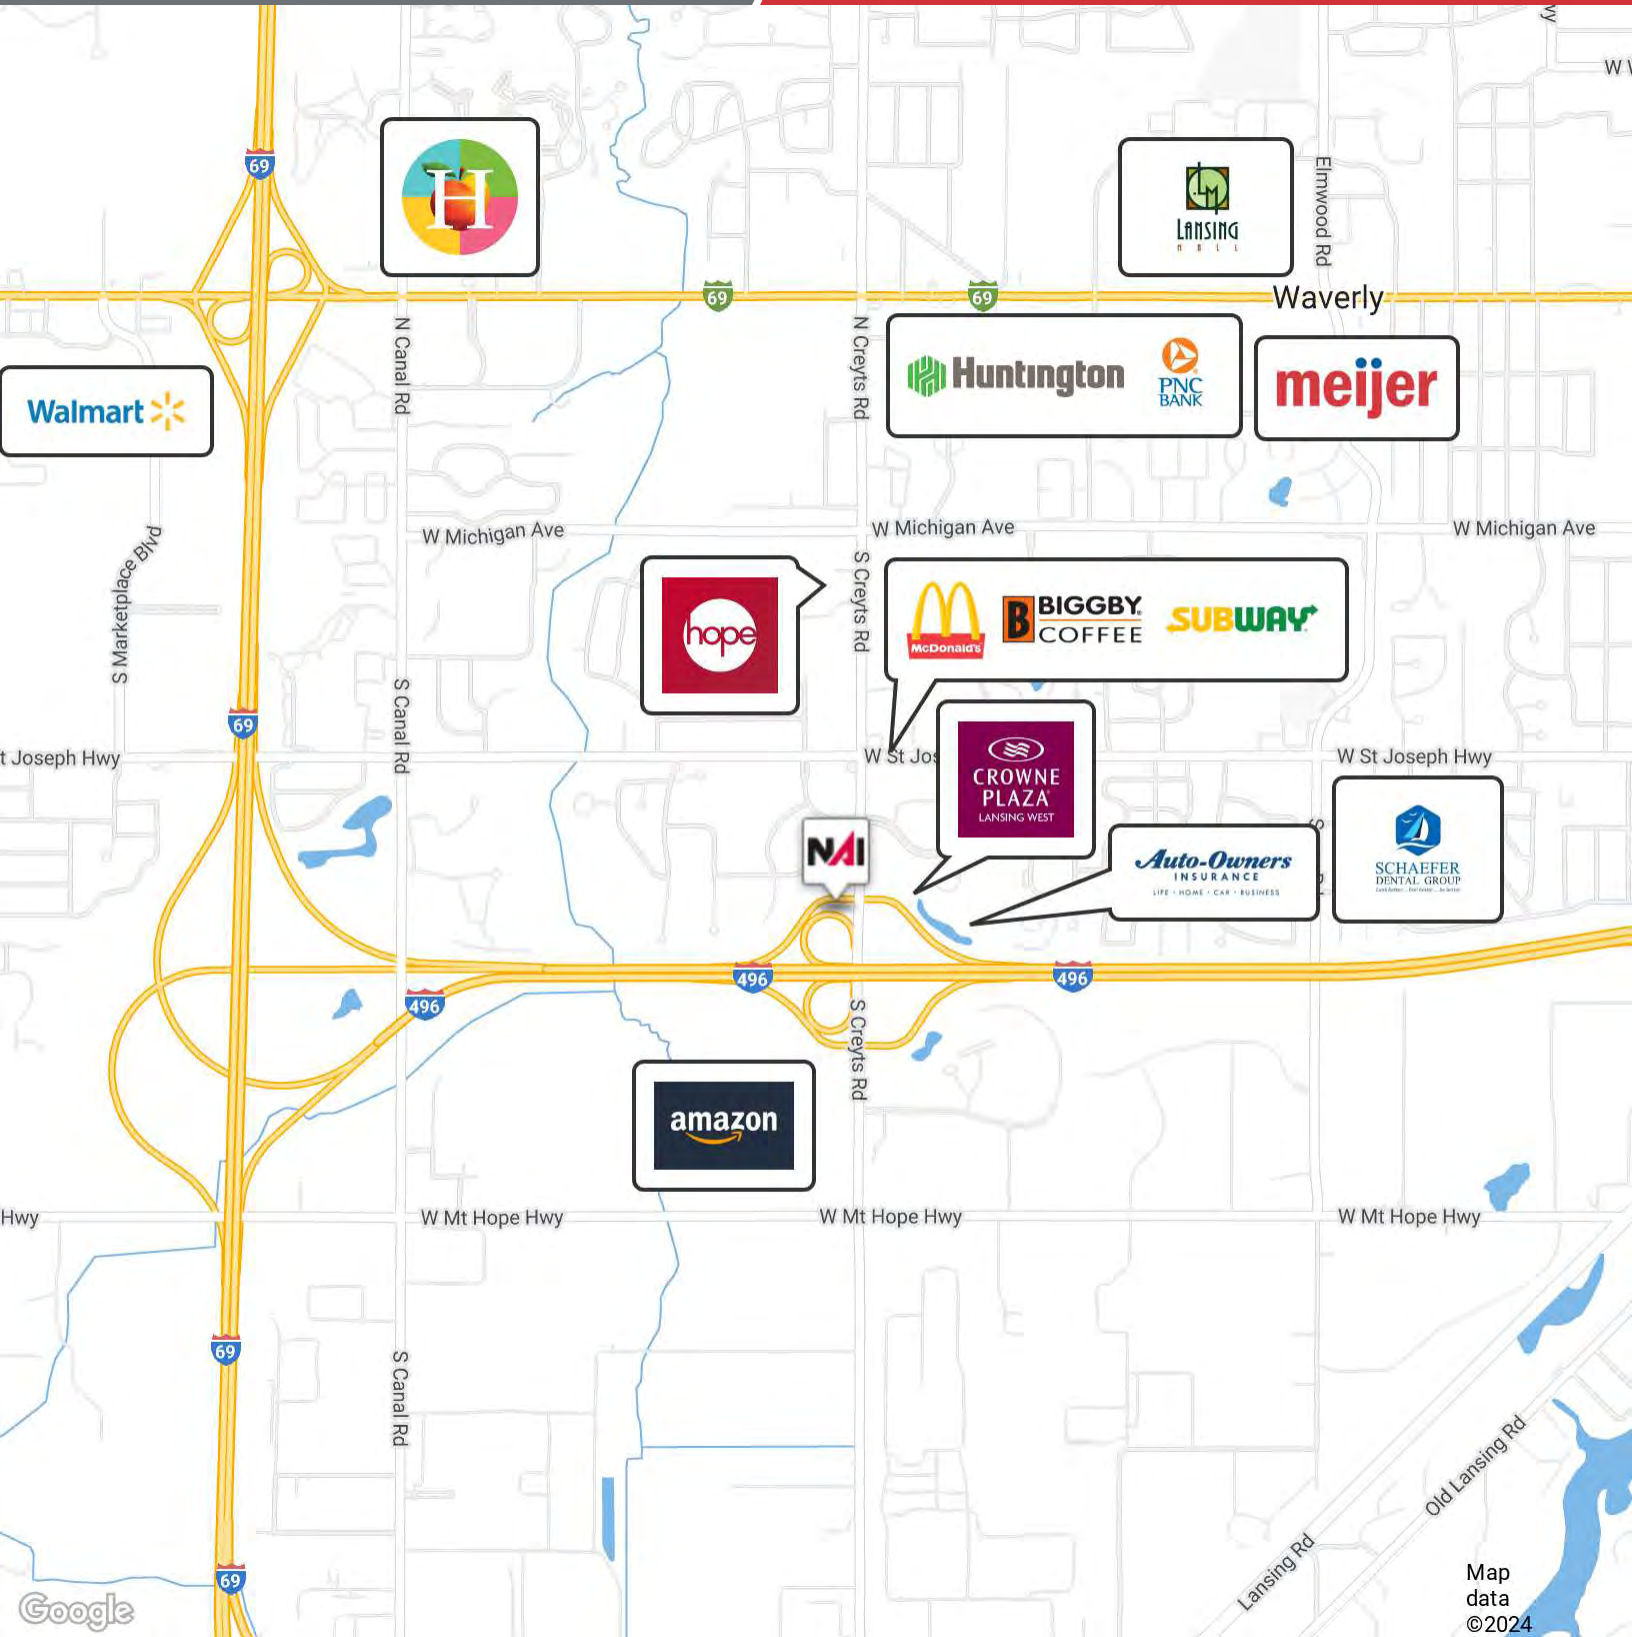 vy
W W
69
H
LM
LANSING
MALL
Elmwood Rd
69
69
Waverly
N Canal Rd
N Creyts Rd
Huntington
PNC
BANK
meijer
Walmart
W Michigan Ave
W Michigan Ave
W Michigan Ave
S Marketplace Blvd
S Creyts Rd
hope
McDonald's
BIGGBY
COFFEE
SUBWAY
S Canal Rd
69
t Joseph Hwy
W St Jos
W St Joseph Hwy
CROWNE
PLAZA
LANSING WEST
NAI
Auto-Owners
INSURANCE
LIFE • HOME • CAR • BUSINESS
SCHAEFER
DENTAL GROUP
496
496
496
S Creyts Rd
amazon
Hwy
W Mt Hope Hwy
W Mt Hope Hwy
W Mt Hope Hwy
69
S Canal Rd
Old Lansing Rd
Lansing Rd
69
Google
Map
data
©2024